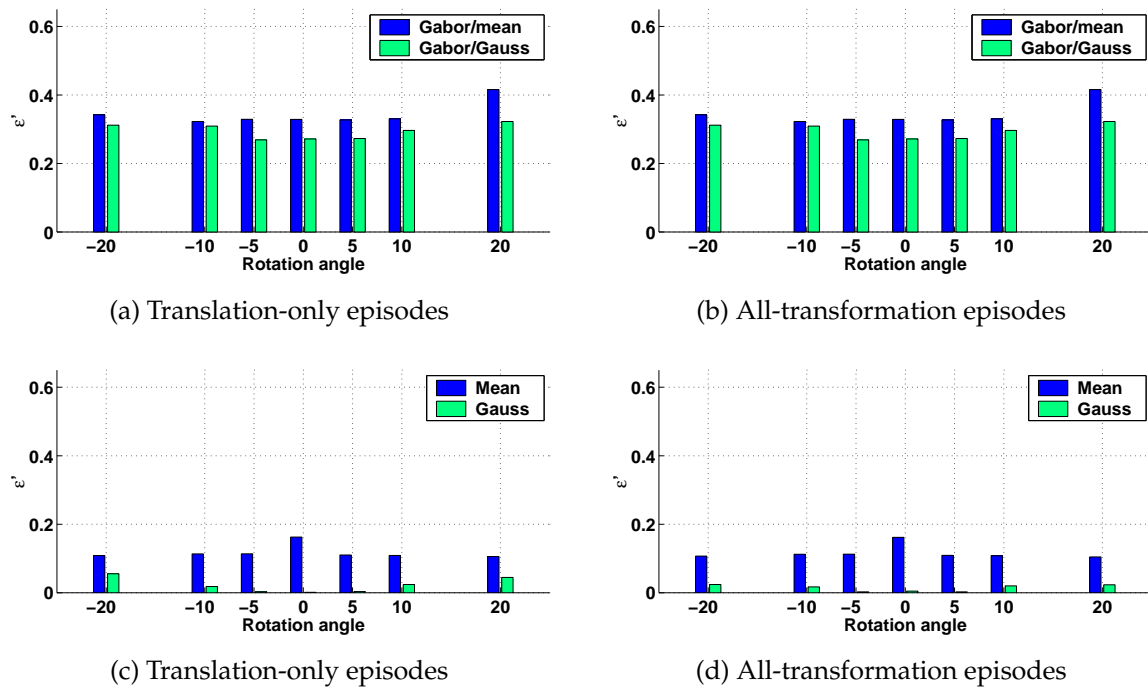 0.6
Gabor/mean
Gabor/Gauss
0.4
ε'
0.2
0
−20 −10 −5 0 5 10 20
Rotation angle
(a) Translation-only episodes
0.6
Gabor/mean
Gabor/Gauss
0.4
ε'
0.2
0
−20 −10 −5 0 5 10 20
Rotation angle
(b) All-transformation episodes
0.6
Mean
Gauss
0.4
ε'
0.2
0
−20 −10 −5 0 5 10 20
Rotation angle
(c) Translation-only episodes
0.6
Mean
Gauss
0.4
ε'
0.2
0
−20 −10 −5 0 5 10 20
Rotation angle
(d) All-transformation episodes